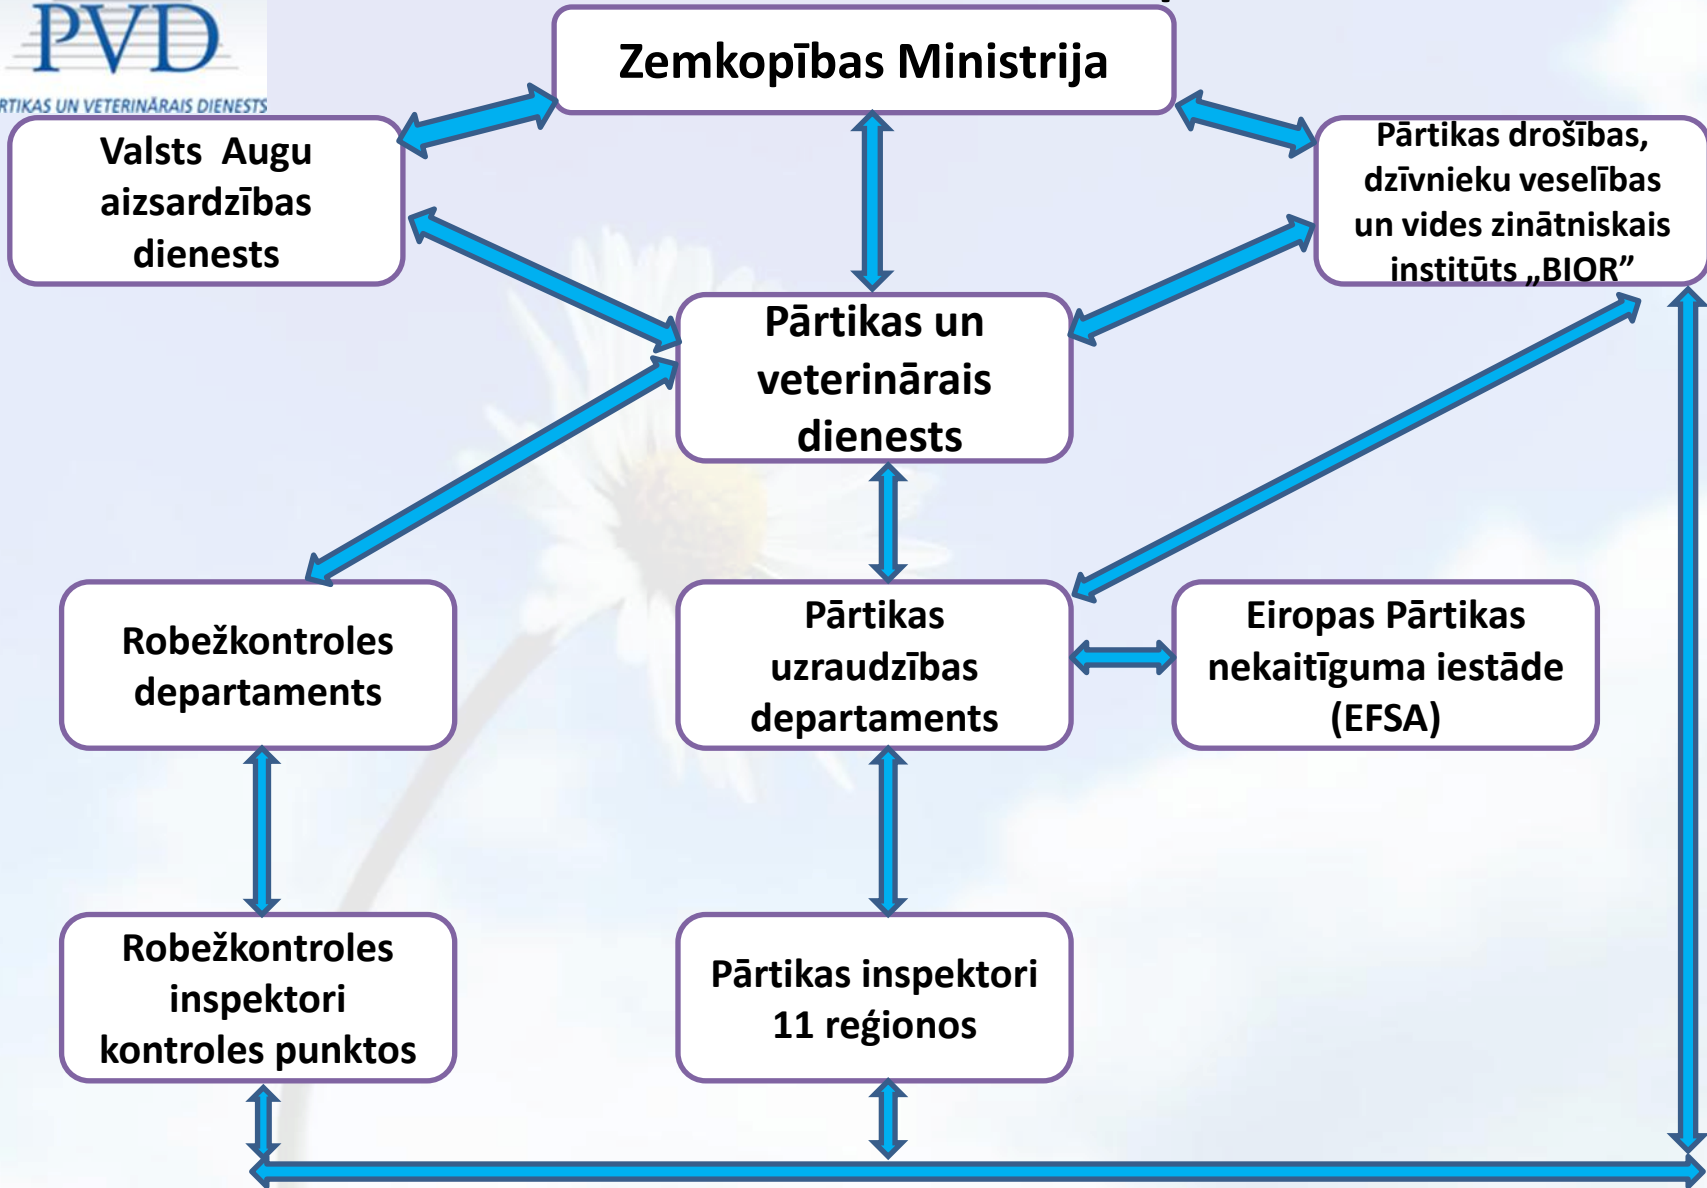 PVD
RTIKAS UN VETERINĀRAIS DIENESTS
Zemkopības Ministrija
Valsts Augu
aizsardzības
dienests
Pārtikas drošības,
dzīvnieku veselības
un vides zinātniskais
institūts „BIOR”
Pārtikas un
veterinārais
dienests
Robežkontroles
departaments
Pārtikas
uzraudzības
departaments
Eiropas Pārtikas
nekaitīguma iestāde
(EFSA)
Robežkontroles
inspektori
kontroles punktos
Pārtikas inspektori
11 reģionos